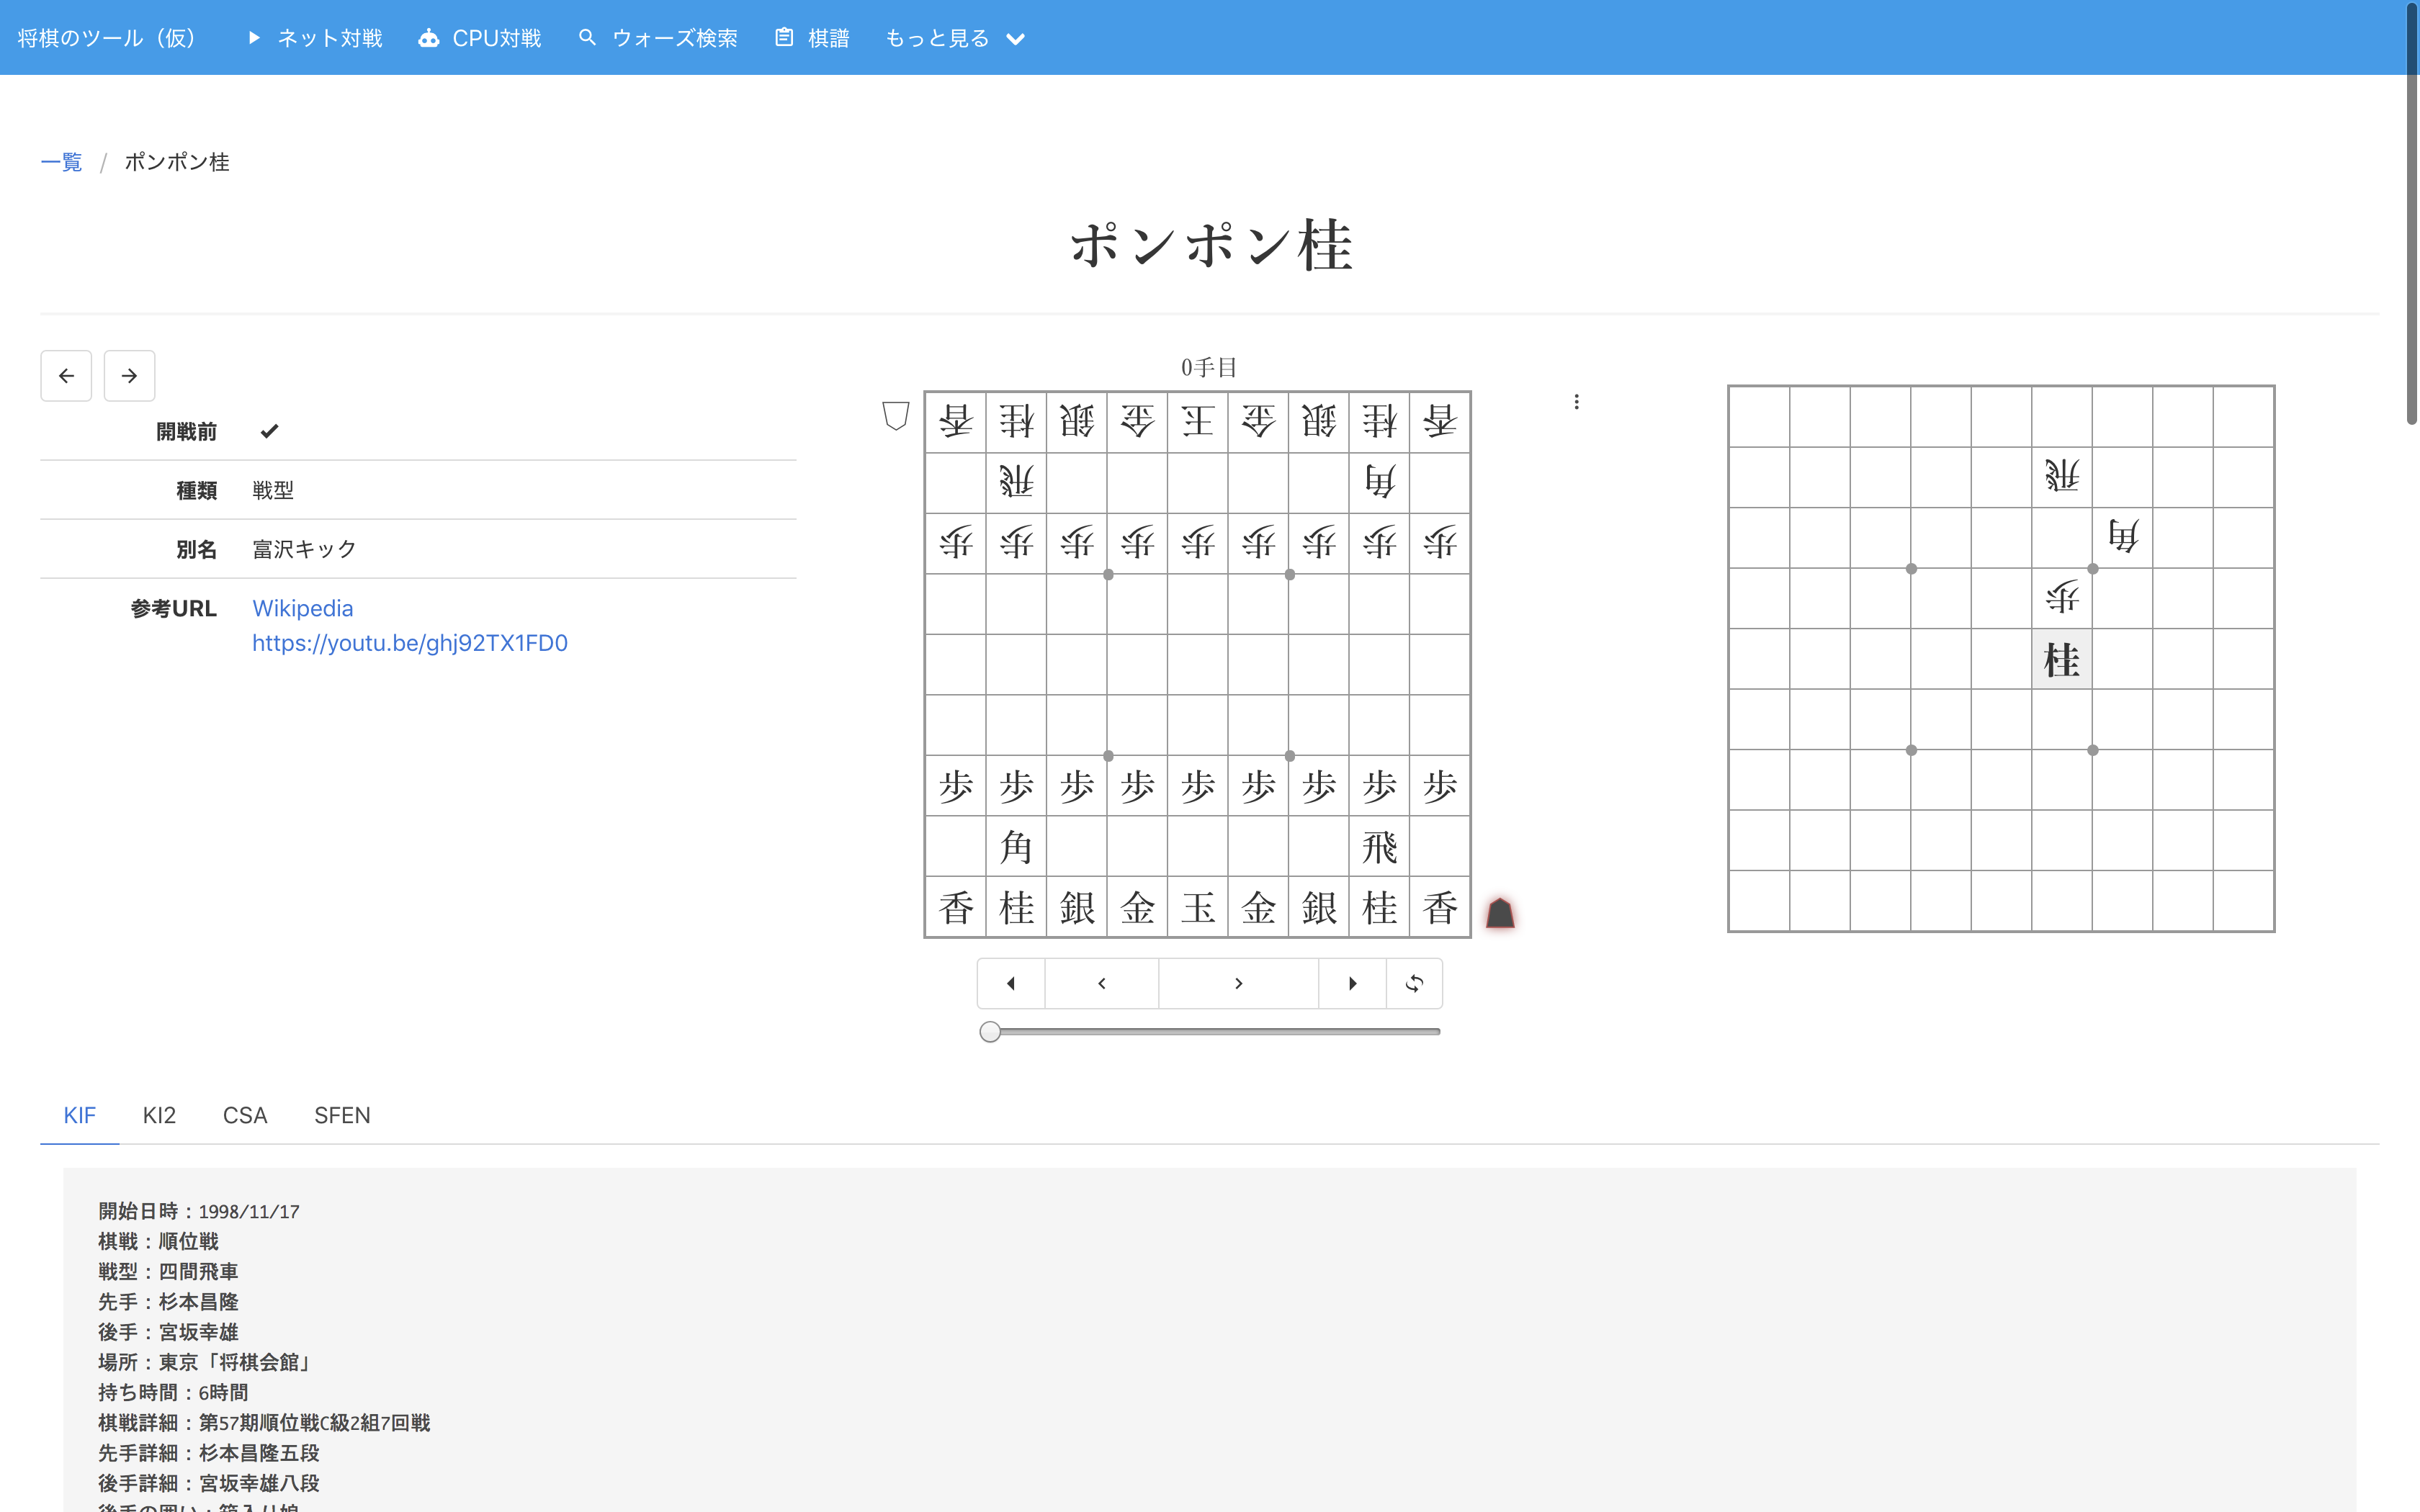 将棋のツール（仮） ネット対戦 CPU対戦 ウォーズ検索 棋譜 もっと見る
一覧 / ポンポン桂
ポンポン桂
開戦前
種類 戦型
別名 富沢キック
参考URL Wikipedia
https://youtu.be/ghj92TX1FD0
0手目
香桂銀金王金銀桂香
飛 角
歩歩歩歩歩歩歩歩歩
歩歩歩歩歩歩歩歩歩
角 飛
香桂銀金玉金銀桂香
飛
角
歩
桂
KIF KI2 CSA SFEN
開始日時：1998/11/17
棋戦：順位戦
戦型：四間飛車
先手：杉本昌隆
後手：宮坂幸雄
場所：東京「将棋会館」
持ち時間：6時間
棋戦詳細：第57期順位戦C級2組7回戦
先手詳細：杉本昌隆五段
後手詳細：宮坂幸雄八段
後手の囲い：箱入り娘